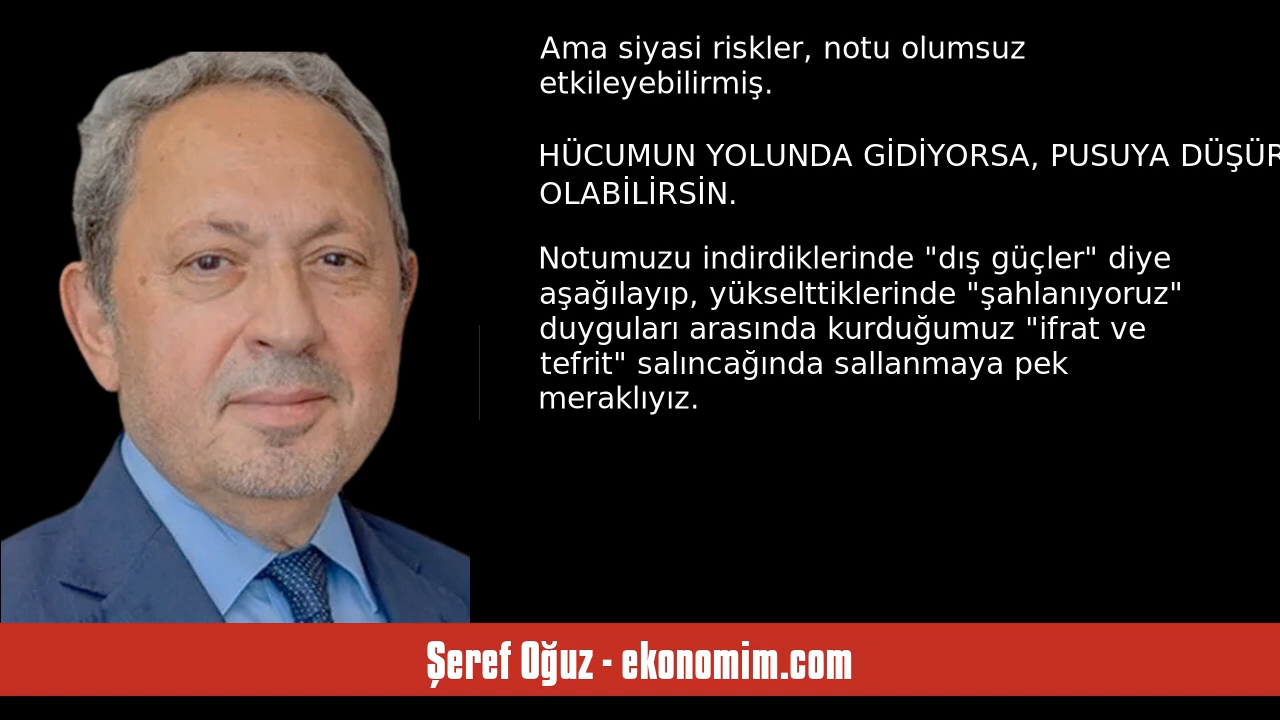 Ama siyasi riskler, notu olumsuz
etkileyebilirmiş.
HÜCUMUN YOLUNDA GİDİYORSA, PUSUYA DÜŞÜR
OLABİLİRSİN.
Notumuzu indirdiklerinde "dış güçler" diye
aşağılayıp, yükselttiklerinde "şahlanıyoruz"
duyguları arasında kurduğumuz "ifrat ve
tefrit" salıncağında sallanmaya pek
meraklıyız.
Şeref Oğuz - ekonomim.com